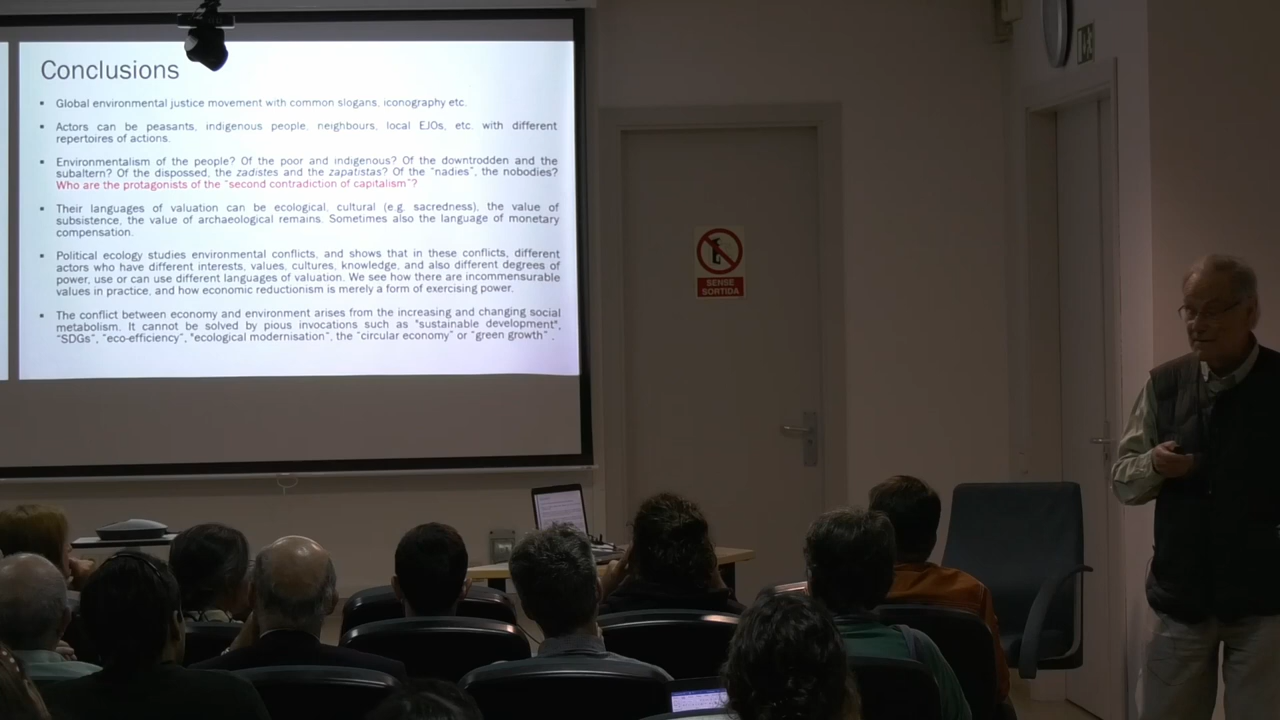 Conclusions
Global environmental justice movement with common slogans, iconography etc.
Actors can be peasants, indigenous people, neighbours, local EJOs, etc. with different
repertoires of actions.
Environmentalism of the people? Of the poor and indigenous? Of the downtrodden and the
subaltern? Of the dispossed, the zadistes and the zapatistas? Of the "nadies", the nobodies?
Who are the protagonists of the "second contradiction of capitalism"?
Their languages of valuation can be ecological, cultural (e.g. sacredness), the value of
subsistence, the value of archaeological remains. Sometimes also the language of monetary
compensation.
Political ecology studies environmental conflicts, and shows that in these conflicts, different
actors who have different interests, values, cultures, knowledge, and also different degrees of
power, use or can use different languages of valuation. We see how there are incommensurable
values in practice, and how economic reductionism is merely a form of exercising power.
The conflict between economy and environment arises from the increasing and changing social
metabolism. It cannot be solved by pious invocations such as "sustainable development",
"SDGs", "eco-efficiency", "ecological modernisation", the "circular economy" or "green growth" .
SENSE
SORTIDA